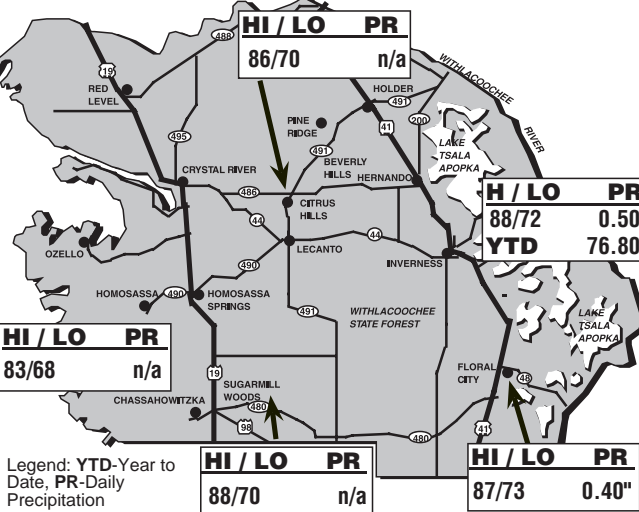 HI / LO PR
86/70 n/a
488
WITHLACOOCHEE
RIVER
19
RED
LEVEL
HOLDER
491
200
PINE
RIDGE
41
495
491
LAKE
TSALA
APOPKA
BEVERLY
HILLS
CRYSTAL RIVER
HERNANDO
486
H / LO PR
88/72 0.50
YTD 76.80
CITRUS
HILLS
44
44
LECANTO
OZELLO
INVERNESS
490
HOMOSASSA
490
HOMOSASSA
SPRINGS
491
WITHLACOOCHEE
STATE FOREST
LAKE
TSALA
APOPKA
HI / LO PR
83/68 n/a
19
SUGARMILL
WOODS
FLORAL
CITY
48
CHASSAHOWITZKA
480
98
480
41
HI / LO PR
88/70 n/a
HI / LO PR
87/73 0.40"
Legend: YTD-Year to
Date, PR-Daily
Precipitation